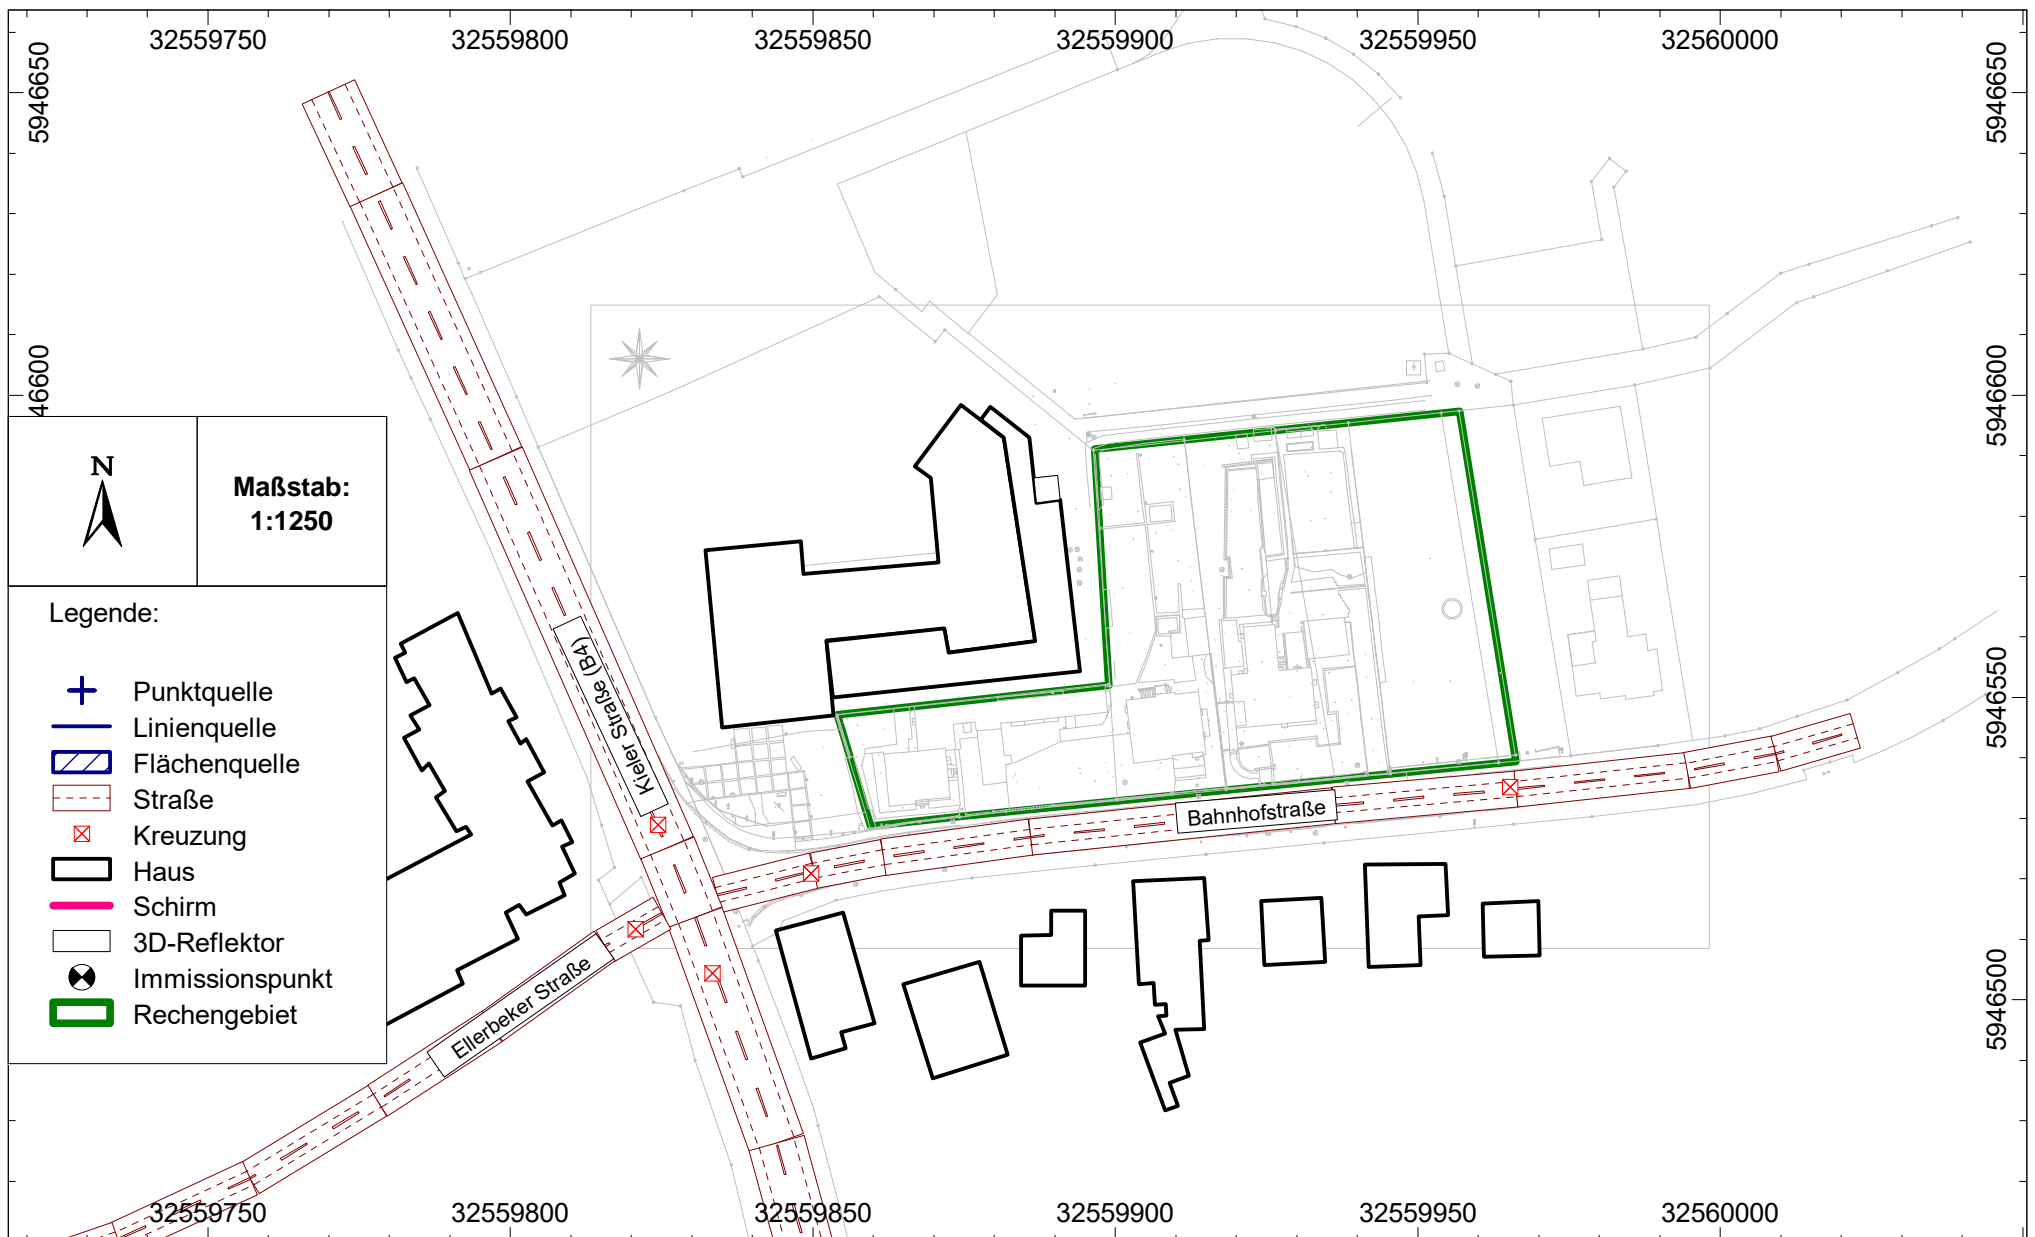 32559750 32559800 32559850 32559900 32559950 32560000
5946650
5946650
46600
5946600
5946550
5946500
N
Maßstab:
1:1250
Legende:
Punktquelle
Linienquelle
Flächenquelle
Straße
Kreuzung
Haus
Schirm
3D-Reflektor
Immissionspunkt
Rechengebiet
Kieler Straße (B4)
Bahnhofstraße
Ellerbeker Straße
32559750 32559800 32559850 32559900 32559950 32560000